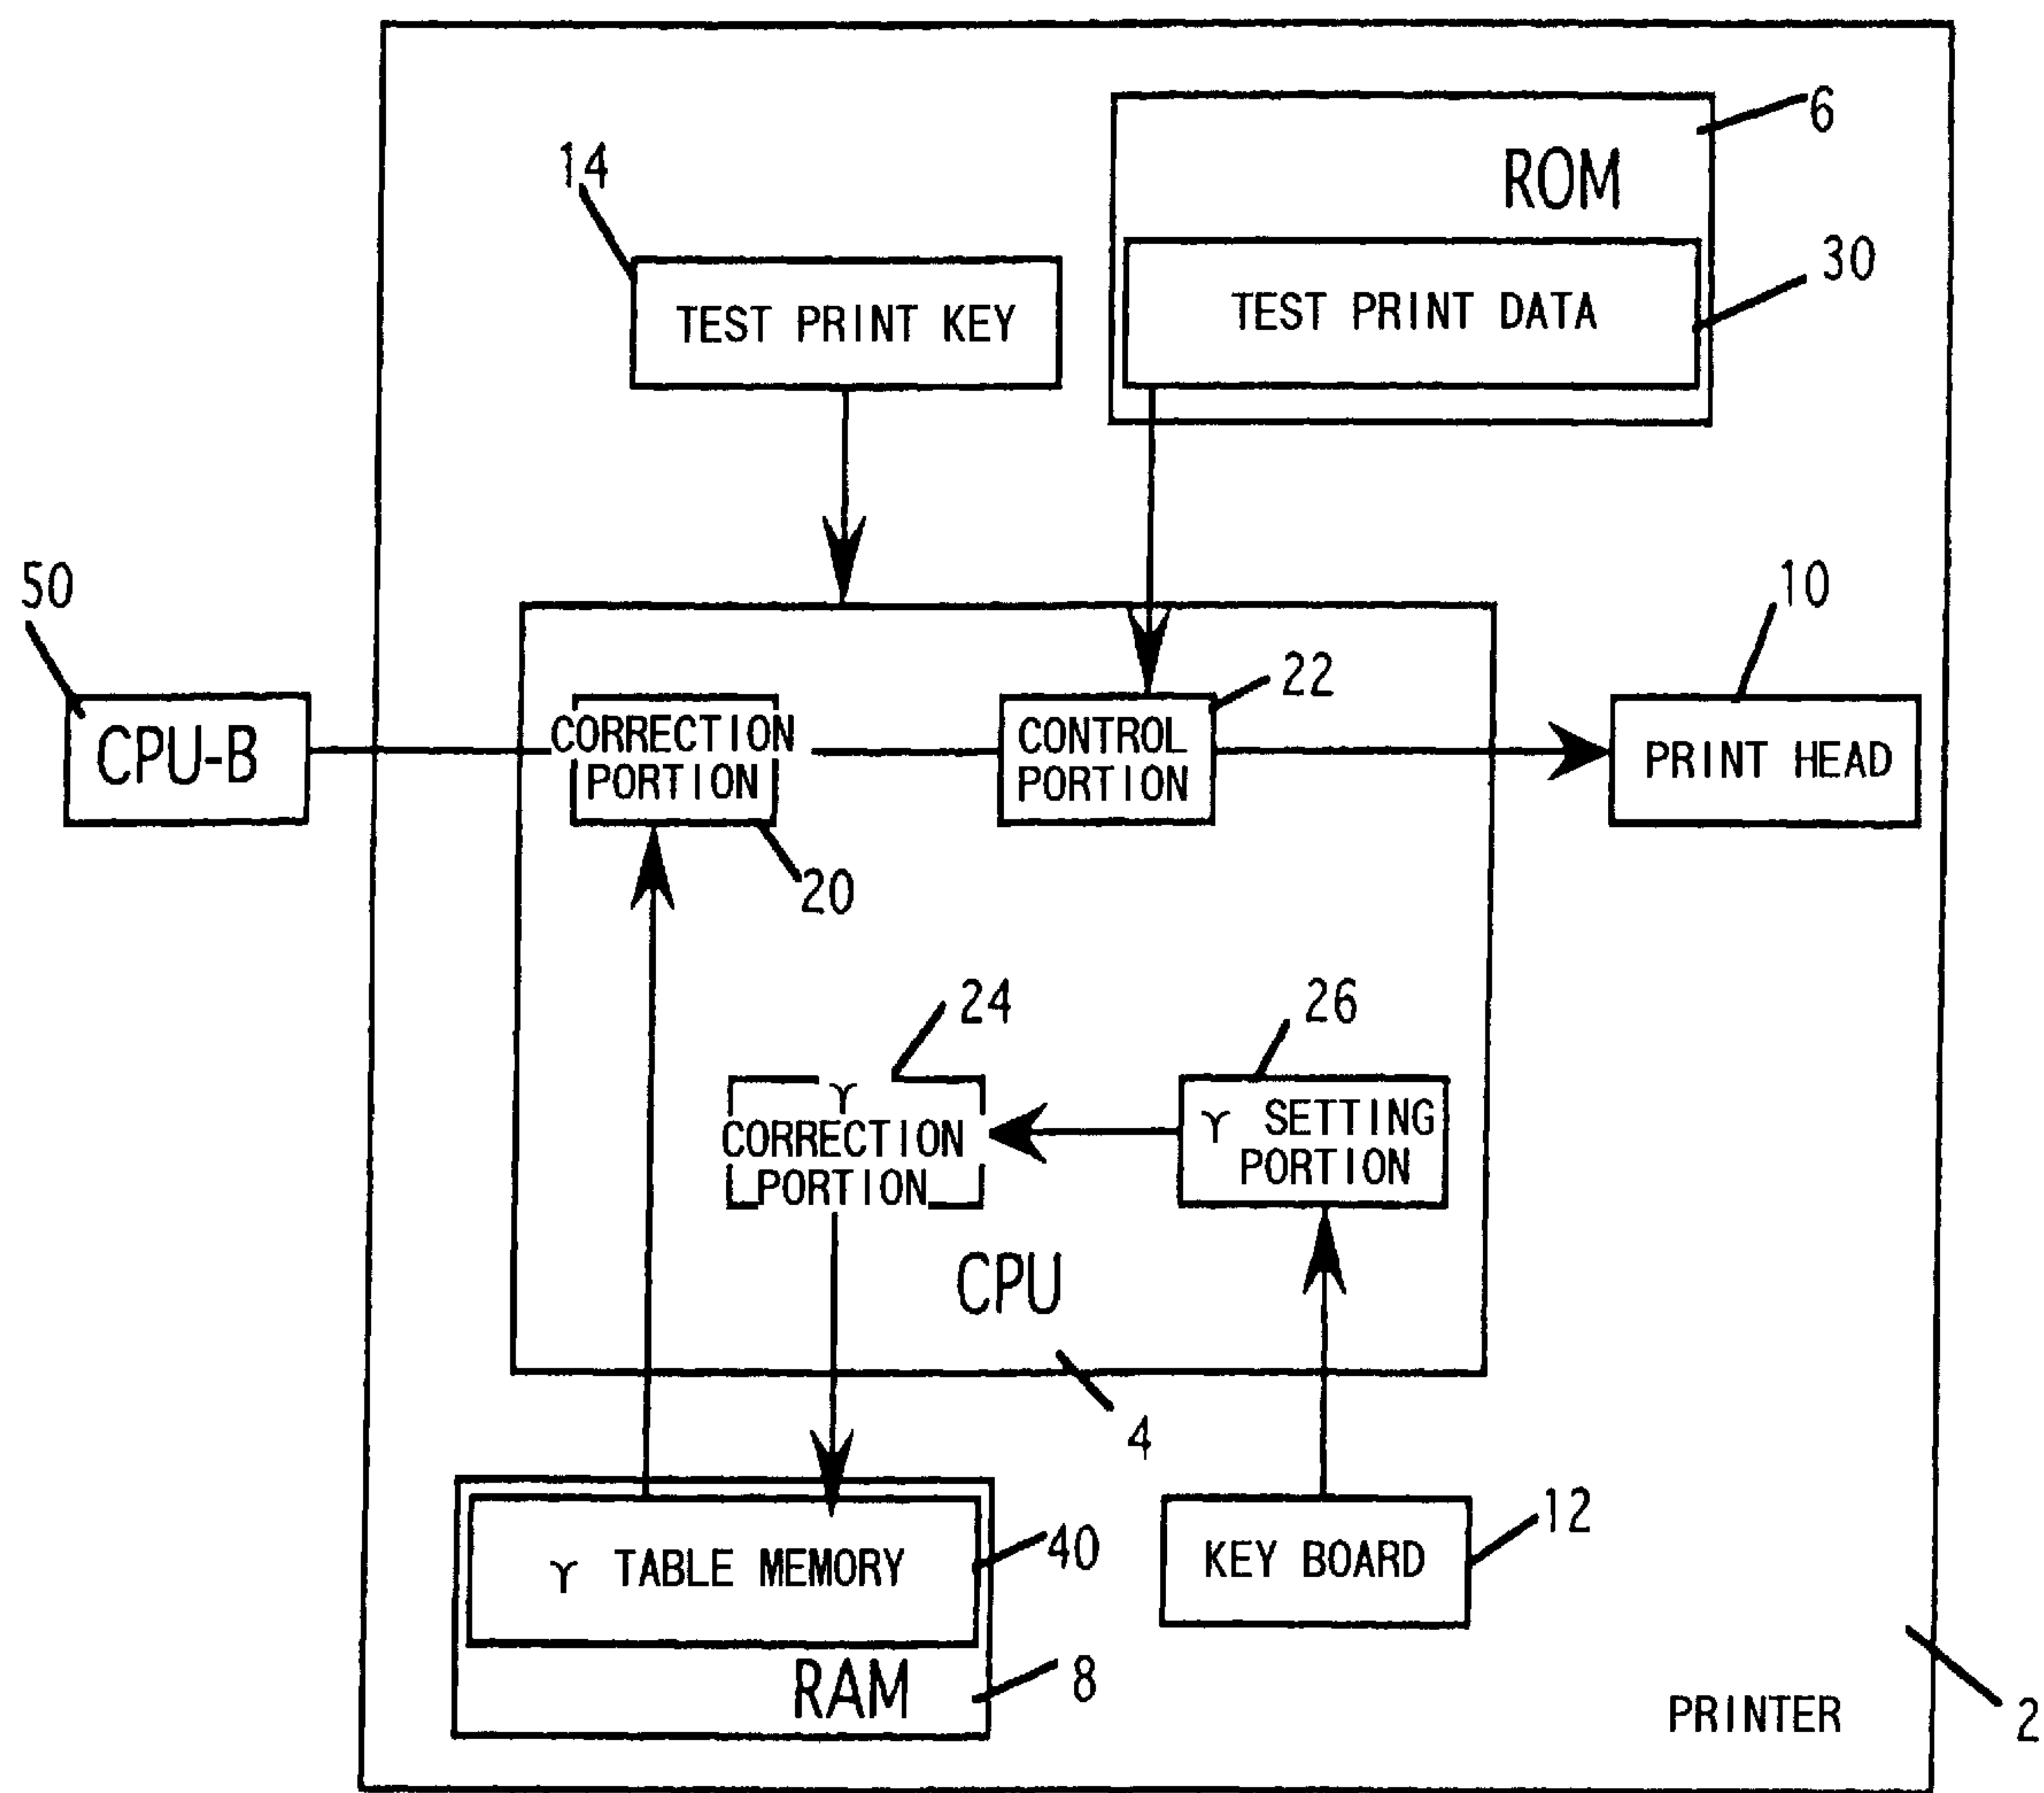 6
ROM
14
30
TEST PRINT KEY
TEST PRINT DATA
50
10
22
CPU-B
CORRECTION
PORTION
CONTROL
PORTION
PRINT HEAD
20
24
26
γ
CORRECTION
PORTION
γ SETTING
PORTION
CPU
4
12
40
γ TABLE MEMORY
KEY BOARD
RAM
8
PRINTER
2